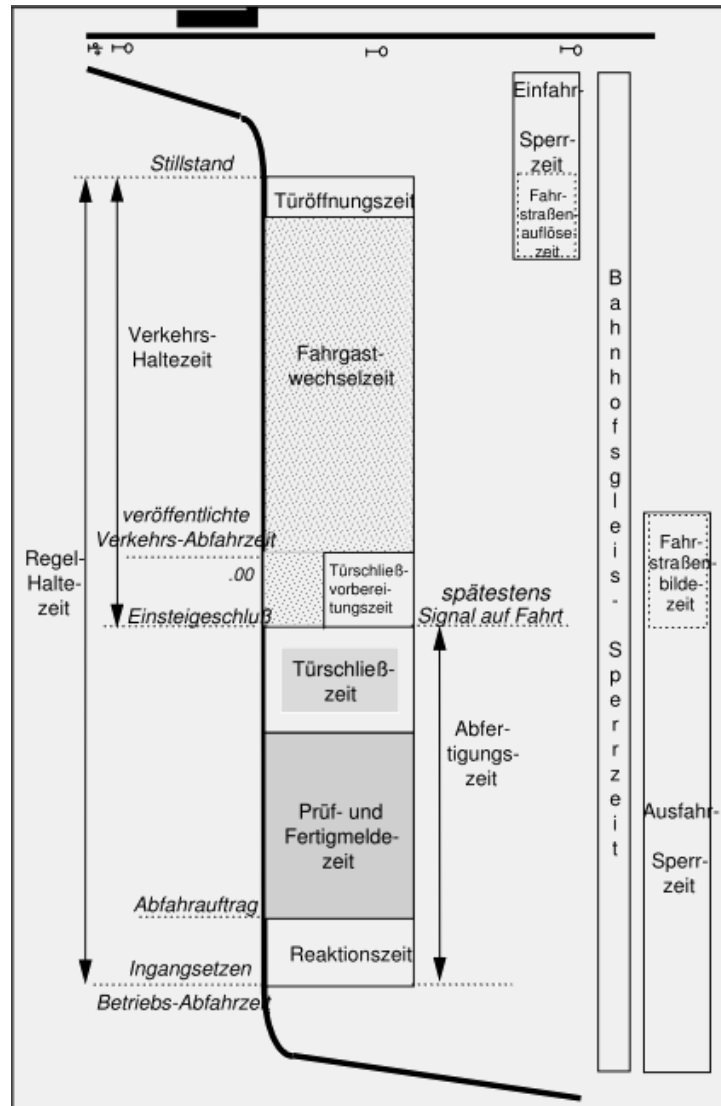 Einfahr-
Sperr-
zeit
Fahr-
straßen-
auflöse-
zeit
Stillstand
Türöffnungszeit
Verkehrs-
Haltezeit
Fahrgast-
wechselzeit
Bahnhofsgleis-
Sperrzeit
veröffentlichte
Verkehrs-Abfahrzeit
.00
Regel-
Halte-
zeit
Türschließ-
vorberei-
tungszeit
Fahr-
straßen-
bilde-
zeit
Einsteigeschluß
spätestens
Signal auf Fahrt
Türschließ-
zeit
Abfer-
tigungs-
zeit
Prüf- und
Fertigmelde-
zeit
Ausfahr-
Sperr-
zeit
Abfahrauftrag
Reaktionszeit
Ingangsetzen
Betriebs-Abfahrzeit